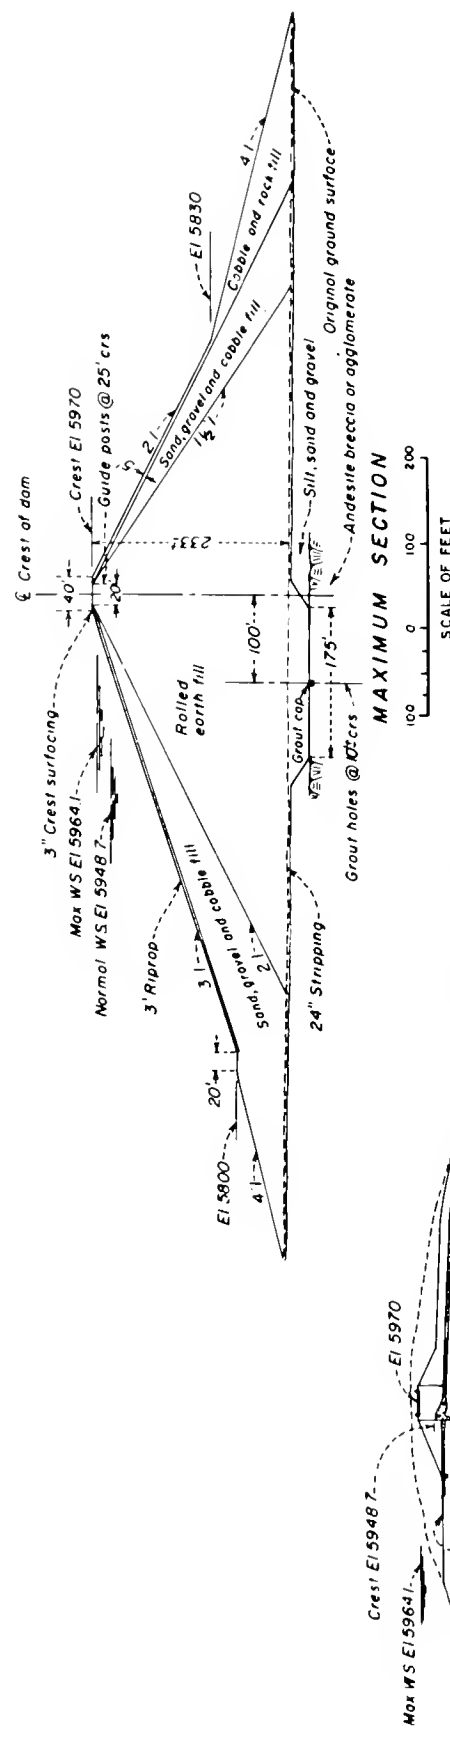 ℄ Crest of dam
40'
20'
3" Crest surfacing
Max WS El 5964.1
Normal WS El 5948.7
Crest El 5970
Guide posts @ 25' crs
5'
2:1
El 5830
4:1
3' Riprap
3:1
20'
El 5800
4:1
Sand, gravel and cobble fill
2:1
Rolled
earth fill
233'±
Sand, gravel and cobble fill
1½:1
Cobble and rock fill
100'
175'
Grout cap
Grout holes @ 10'± crs
24" Stripping
Silt, sand and gravel
Original ground surface
Andesite breccia or agglomerate
MAXIMUM SECTION
100 0 100 200
SCALE OF FEET
Crest El 5948.7
El 5970
Max WS El 5964.1